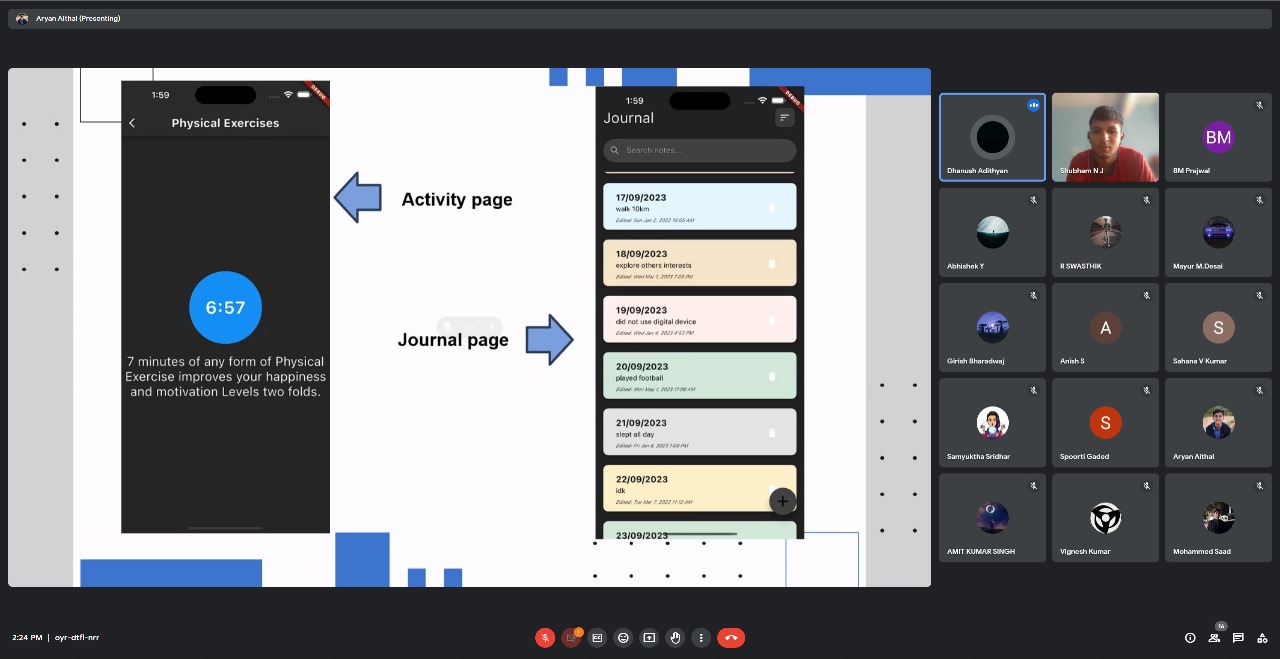 Aryan Aithal (Presenting)
1:59
DEBUG
Physical Exercises
6:57
7 minutes of any form of Physical
Exercise improves your happiness
and motivation Levels two folds.
Activity page
Journal page
1:59
DEBUG
Journal
Search notes...
17/09/2023
walk 10km
Edited: Sun Jan 2, 2023 10:05 AM
18/09/2023
explore others interests
Edited: Wed Mar 1, 2023 7:03 PM
19/09/2023
did not use digital device
Edited: Wed Jan 4, 2023 4:53 PM
20/09/2023
played football
Edited: Mon May 1, 2023 11:06 AM
21/09/2023
slept all day
Edited: Fri Jan 6, 2023 1:09 PM
22/09/2023
idk
Edited: Tue Mar 7, 2023 11:12 AM
23/09/2023
Dhanush Adithyan
Shubham N J
BM
BM Prajwal
Abhishek Y
R SWASTHIK
Mayur M.Desai
Girish Bharadwaj
A
Anish S
S
Sahana V Kumar
Samyuktha Sridhar
S
Spoorti Gaded
Aryan Aithal
AMIT KUMAR SINGH
Vignesh Kumar
Mohammed Saad
2:24 PM | oyr-dtfi-nrr
16